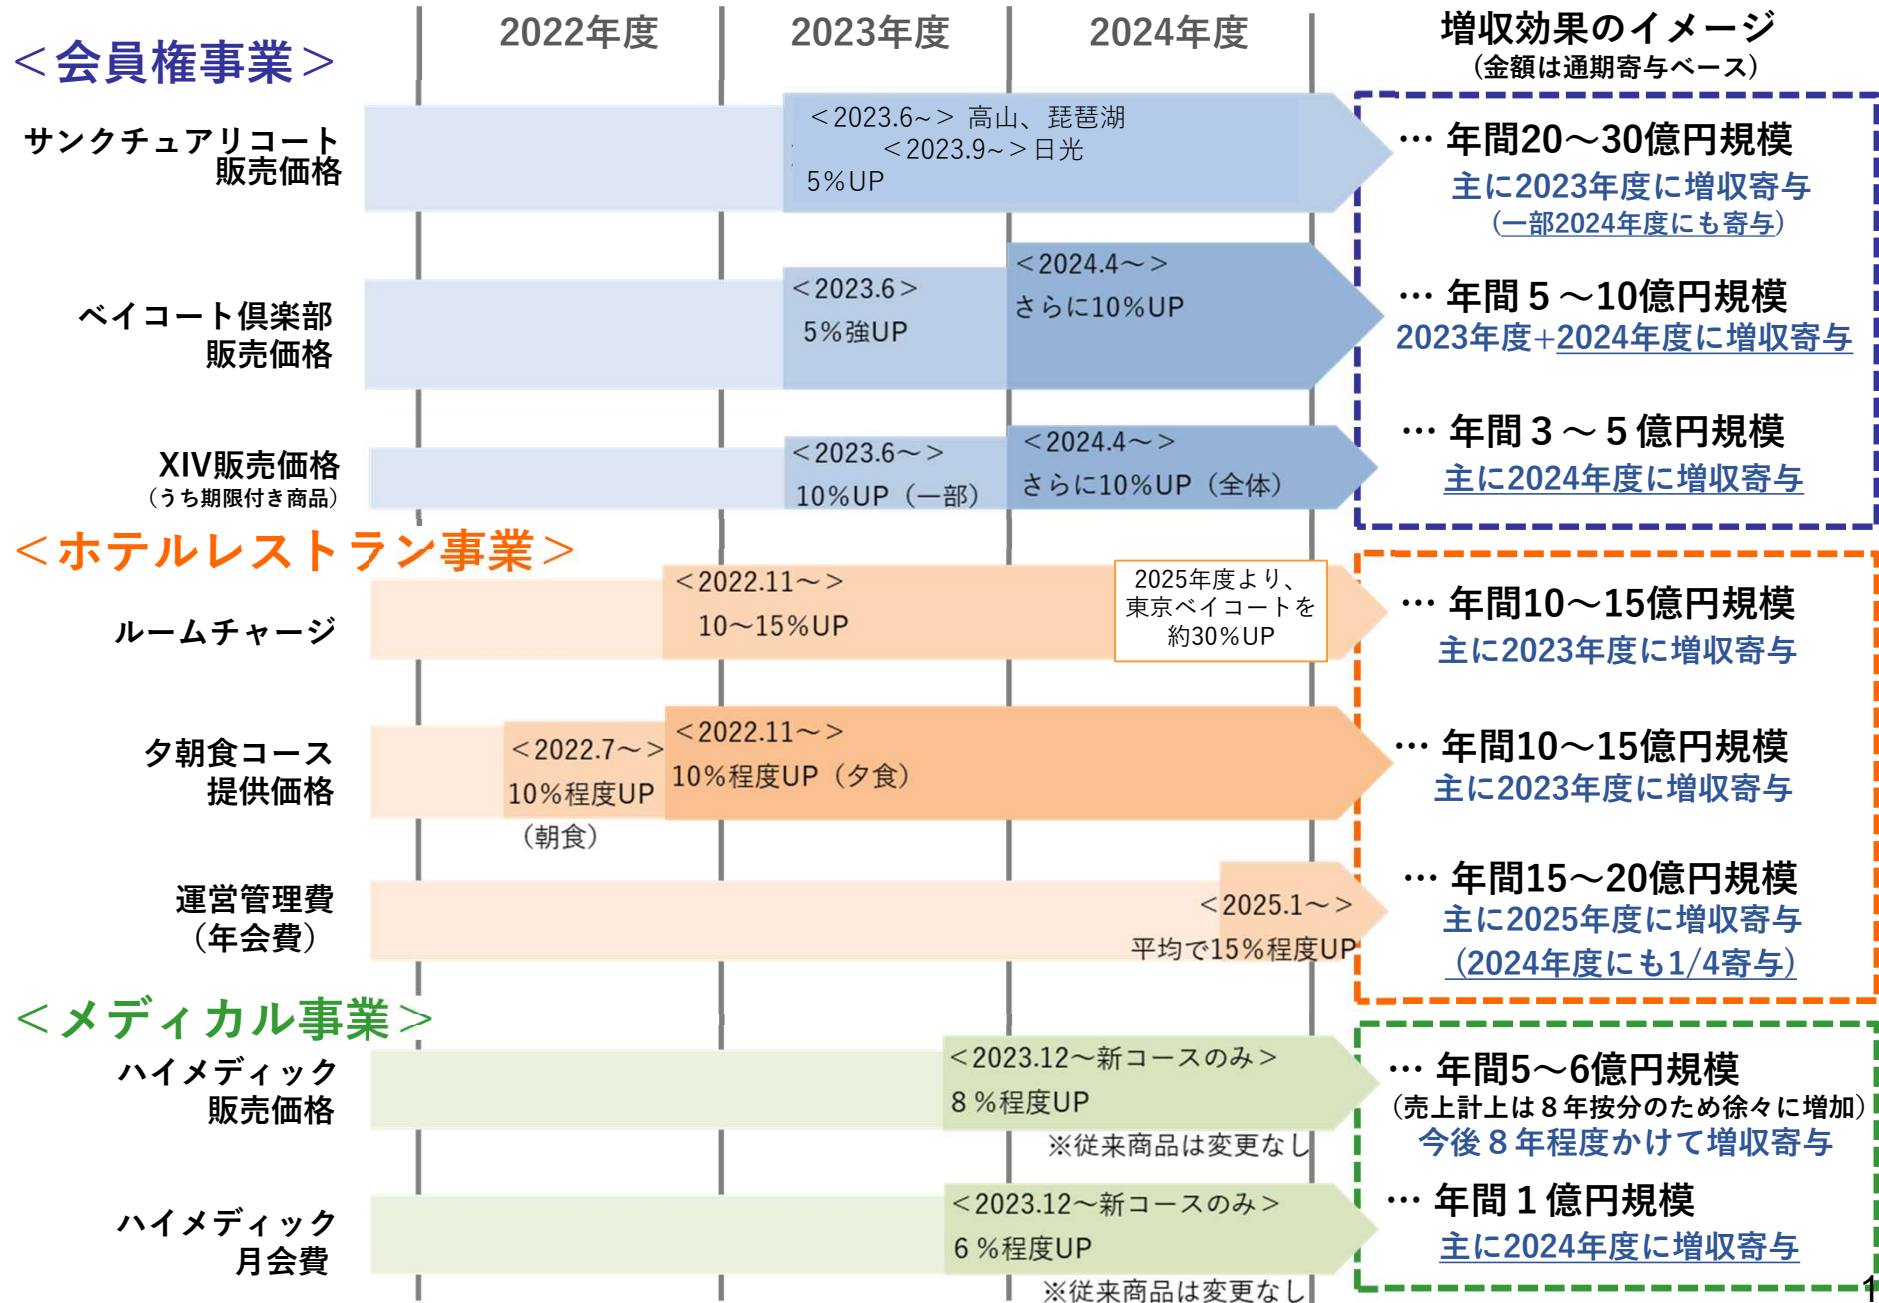 2022年度
2023年度
2024年度
増収効果のイメージ
(金額は通期寄与ベース)
＜会員権事業＞
サンクチュアリコート
販売価格
＜2023.6~＞ 高山、琵琶湖
＜2023.9~＞日光
5%UP
… 年間20～30億円規模
主に2023年度に増収寄与
(一部2024年度にも寄与)
ベイコート倶楽部
販売価格
＜2023.6＞
5%強UP
＜2024.4～＞
さらに10%UP
… 年間５～10億円規模
2023年度+2024年度に増収寄与
XIV販売価格
（うち期限付き商品）
＜2023.6～＞
10%UP（一部）
＜2024.4～＞
さらに10%UP（全体）
… 年間３～５億円規模
主に2024年度に増収寄与
＜ホテルレストラン事業＞
ルームチャージ
＜2022.11～＞
10～15%UP
2025年度より、
東京ベイコートを
約30%UP
… 年間10～15億円規模
主に2023年度に増収寄与
夕朝食コース
提供価格
＜2022.7～＞
10%程度UP
（朝食）
＜2022.11～＞
10%程度UP（夕食）
… 年間10～15億円規模
主に2023年度に増収寄与
運営管理費
（年会費）
＜2025.1～＞
平均で15%程度UP
… 年間15～20億円規模
主に2025年度に増収寄与
(2024年度にも1/4寄与)
＜メディカル事業＞
ハイメディック
販売価格
＜2023.12～新コースのみ＞
８%程度UP
※従来商品は変更なし
… 年間5～6億円規模
（売上計上は８年按分のため徐々に増加）
今後８年程度かけて増収寄与
ハイメディック
月会費
＜2023.12～新コースのみ＞
６%程度UP
※従来商品は変更なし
… 年間１億円規模
主に2024年度に増収寄与